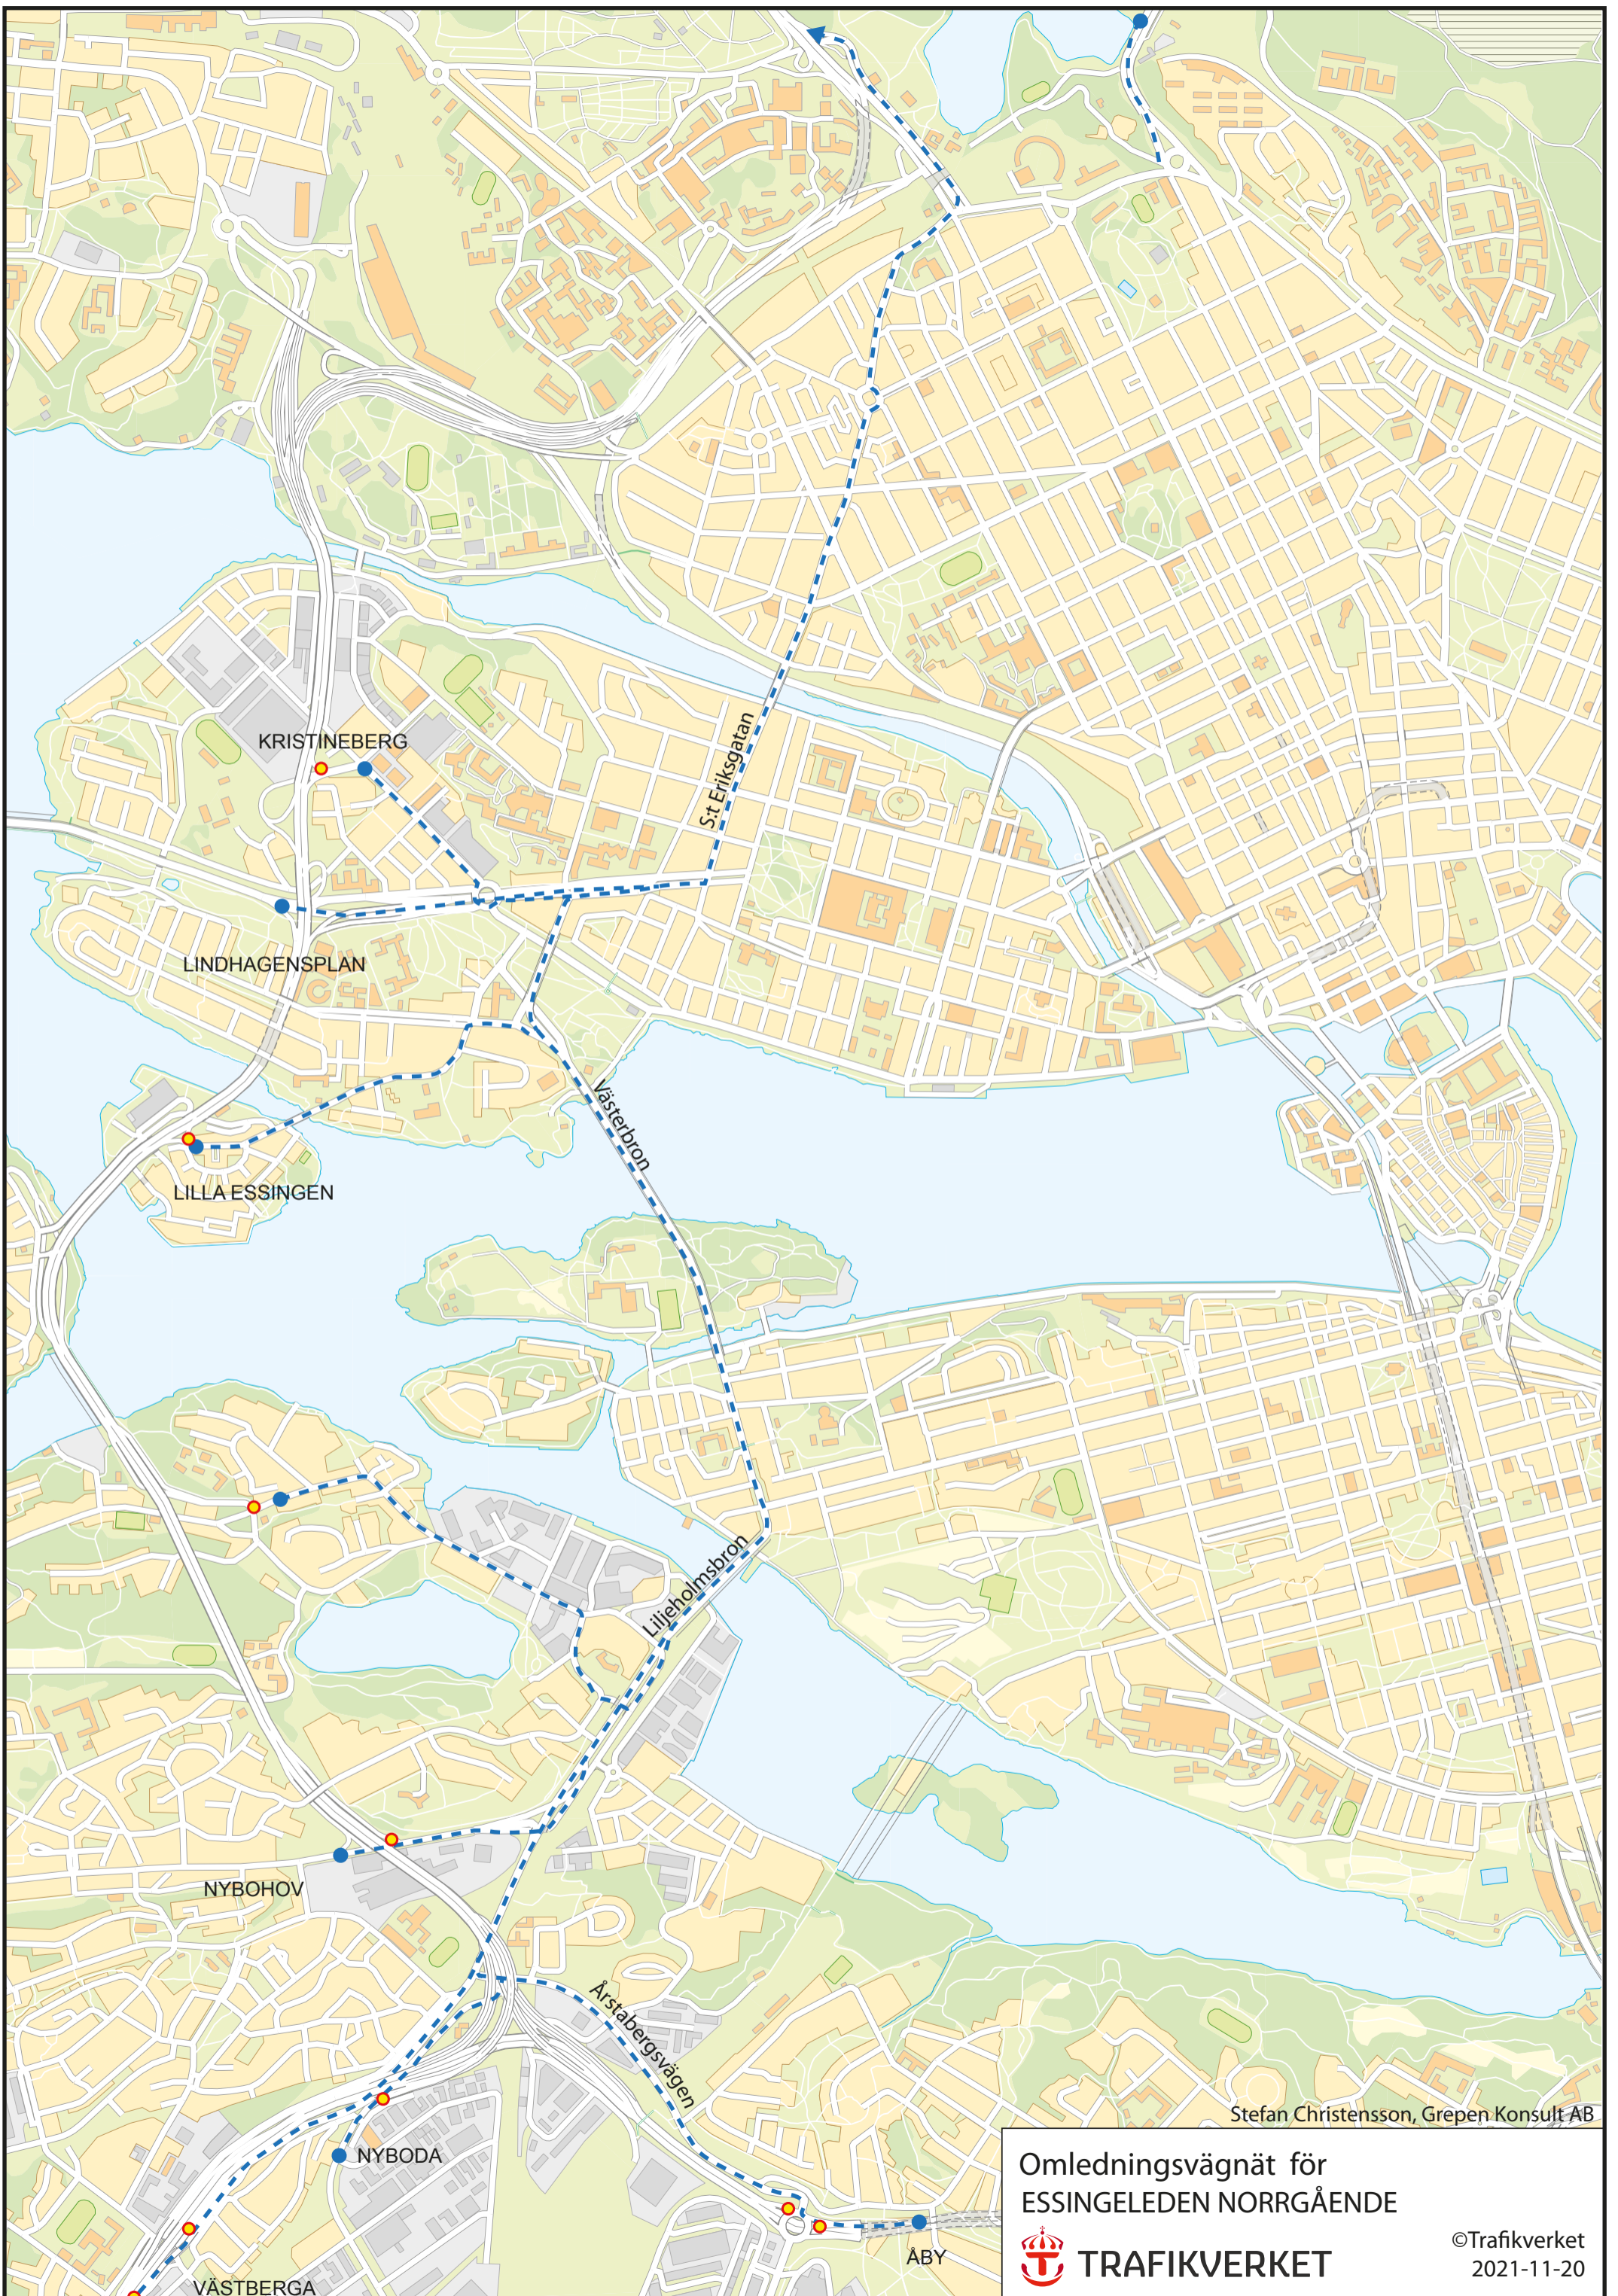 S:t Eriksgatan
KRISTINEBERG
LINDHAGENSPLAN
Västerbron
LILLA ESSINGEN
Liljeholmsbron
NYBOHOV
Årstabergsvägen
NYBODA
VÄSTBERGA
ÅBY
Stefan Christensson, Grepen Konsult AB
Omledningsvägnät för
ESSINGELEDEN NORRGÅENDE
TRAFIKVERKET
©Trafikverket
2021-11-20